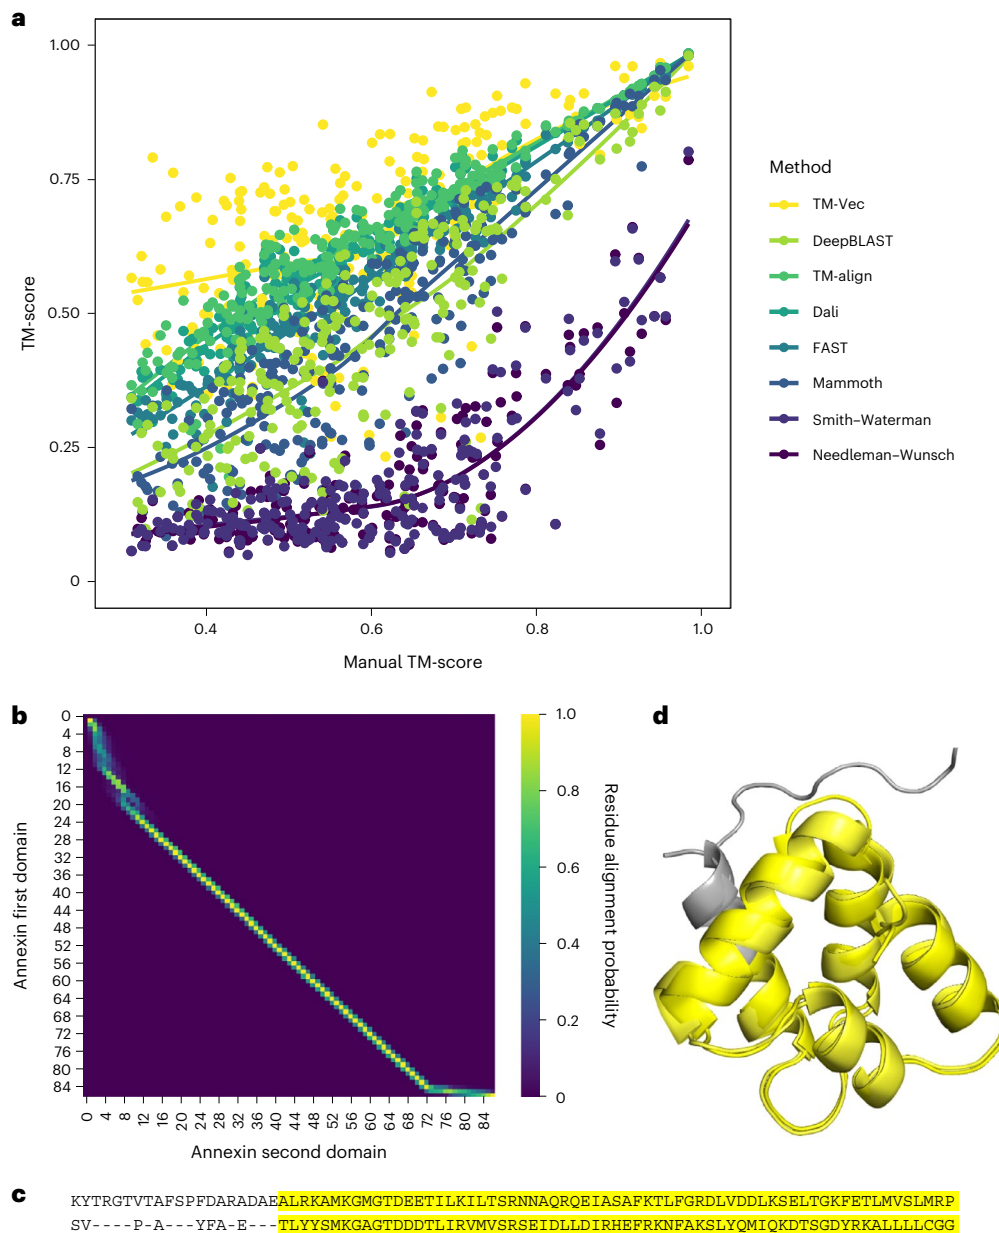 a
1.00
0.75
0.50
0.25
0
TM-score
0.4 0.6 0.8 1.0
Manual TM-score
Method
TM-Vec
DeepBLAST
TM-align
Dali
FAST
Mammoth
Smith–Waterman
Needleman–Wunsch
b
0
4
8
12
16
20
24
28
32
36
40
44
48
52
56
60
64
68
72
76
80
84
Annexin first domain
0 4 8 12 16 20 24 28 32 36 40 44 48 52 56 60 64 68 72 76 80 84
Annexin second domain
1.0
0.8
0.6
0.4
0.2
0
Residue alignment probability
d
c
KYTRGTVTAFSPFDARADAEALRKAMKGMGTDEETILKILTSRNNAQRQEIASAFKTLFGRDLVDDLKSELTGKFETLMVSLMRP
SV----P-A---YFA-E---TLYYSMKGAGTDDDTLIRVMVSRSEIDLLDIRHEFRKNFAKSLYQMIQKDTSGDYRKALLLLCGG